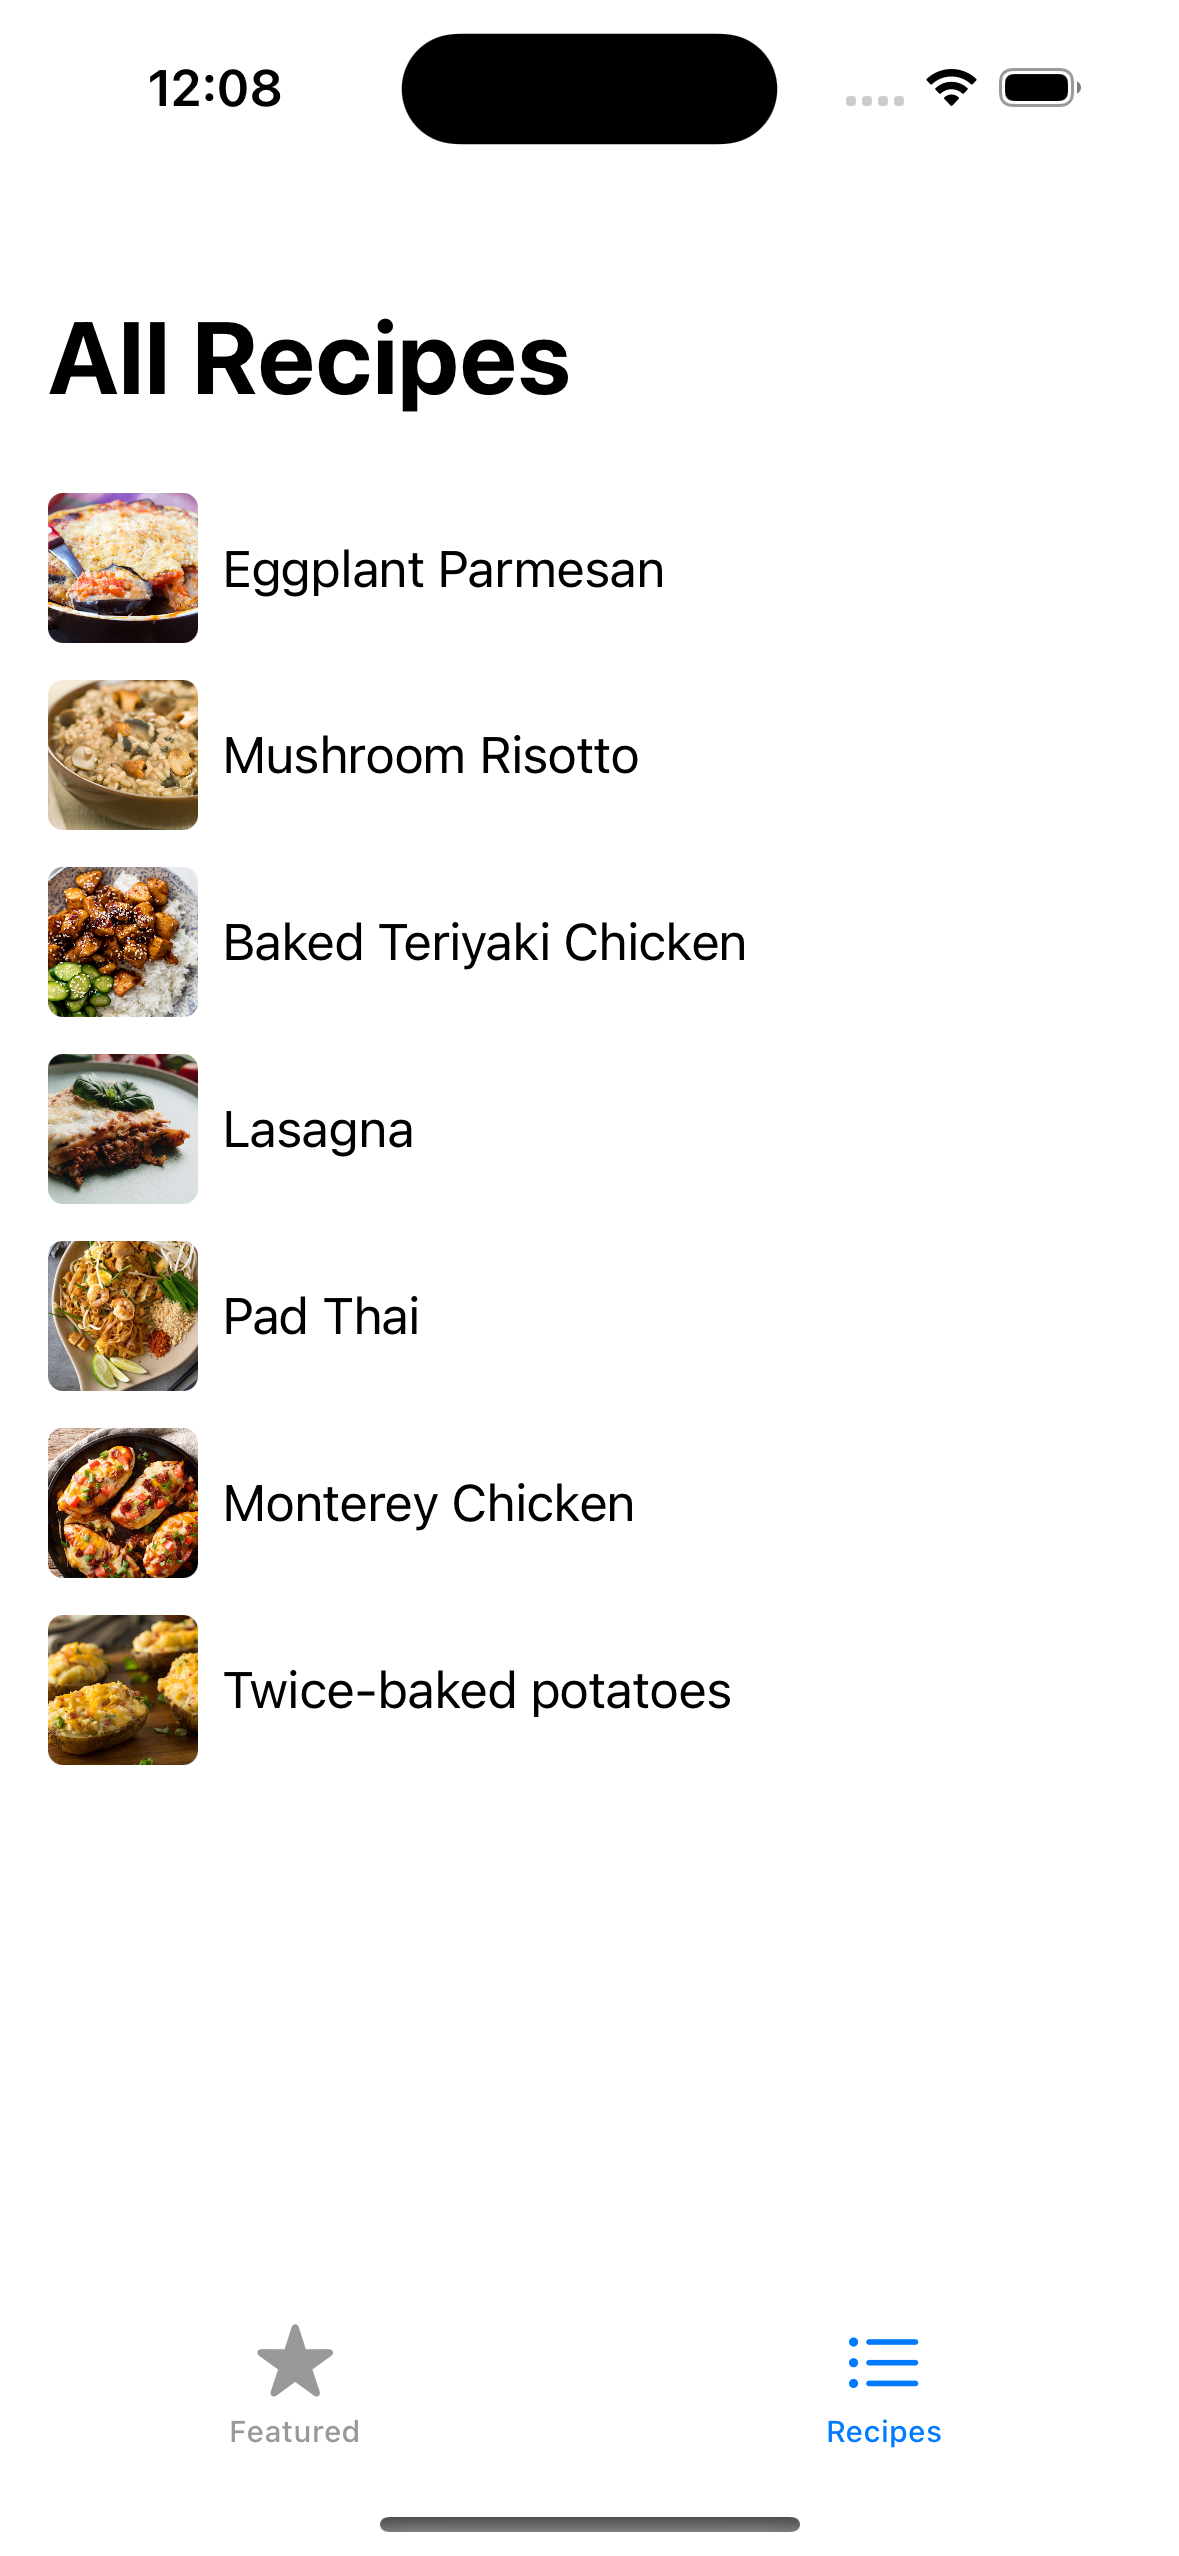 12:08
All Recipes
Eggplant Parmesan
Mushroom Risotto
Baked Teriyaki Chicken
Lasagna
Pad Thai
Monterey Chicken
Twice-baked potatoes
Featured
Recipes